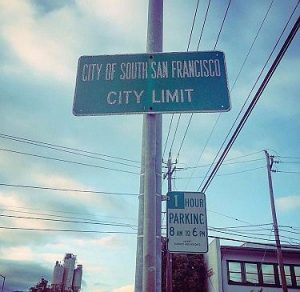 CITY OF SOUTH SAN FRANCISCO
CITY LIMIT
1 HOUR
PARKING
8 AM TO 6 PM